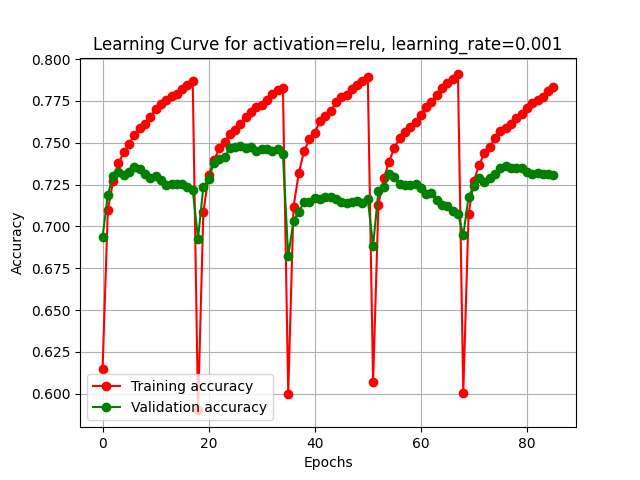 Learning Curve for activation=relu, learning_rate=0.001
Accuracy
0.800
0.775
0.750
0.725
0.700
0.675
0.650
0.625
0.600
Training accuracy
Validation accuracy
0 20 40 60 80
Epochs